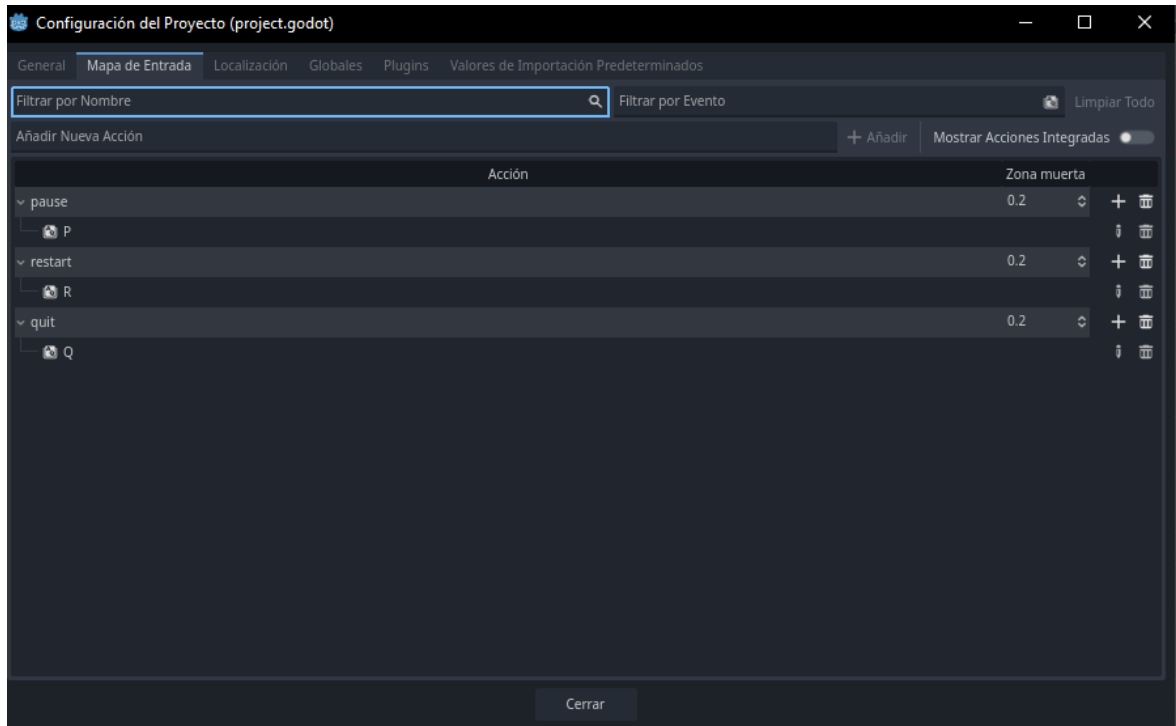 Configuración del Proyecto (project.godot)
General Mapa de Entrada Localización Globales Plugins Valores de Importación Predeterminados
Filtrar por Nombre Filtrar por Evento Limpiar Todo
Añadir Nueva Acción + Añadir Mostrar Acciones Integradas
Acción Zona muerta
pause 0.2
P
restart 0.2
R
quit 0.2
Q
Cerrar